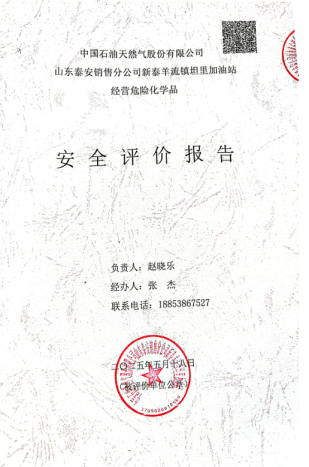 中国石油天然气股份有限公司
山东泰安销售分公司新泰羊流镇坦里加油站
经营危险化学品
安全评价报告
负责人：赵晓乐
经办人：张 杰
联系电话：18853867527
二〇二五年五月十八日
（被评价单位公章）